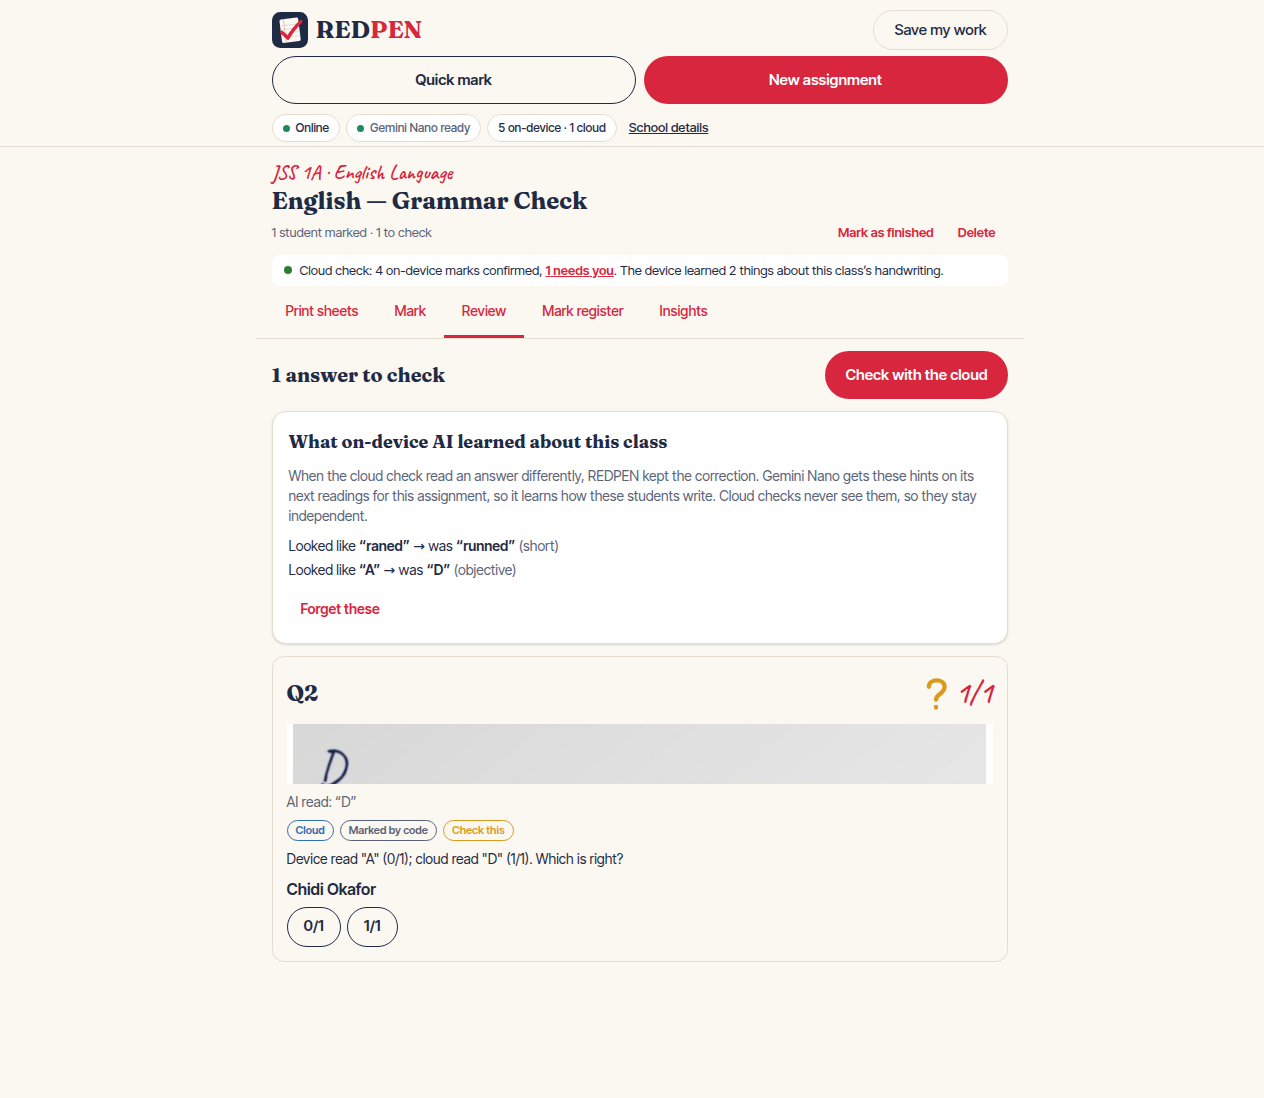 REDPEN
Save my work
Quick mark
New assignment
Online
Gemini Nano ready
5 on-device · 1 cloud
School details
JSS 1A · English Language
English — Grammar Check
1 student marked · 1 to check
Mark as finished
Delete
Cloud check: 4 on-device marks confirmed, 1 needs you. The device learned 2 things about this class’s handwriting.
Print sheets
Mark
Review
Mark register
Insights
1 answer to check
Check with the cloud
What on-device AI learned about this class
When the cloud check read an answer differently, REDPEN kept the correction. Gemini Nano gets these hints on its
next readings for this assignment, so it learns how these students write. Cloud checks never see them, so they stay
independent.
Looked like “raned” → was “runned” (short)
Looked like “A” → was “D” (objective)
Forget these
Q2
? 1/1
D
AI read: “D”
Cloud
Marked by code
Check this
Device read "A" (0/1); cloud read "D" (1/1). Which is right?
Chidi Okafor
0/1
1/1